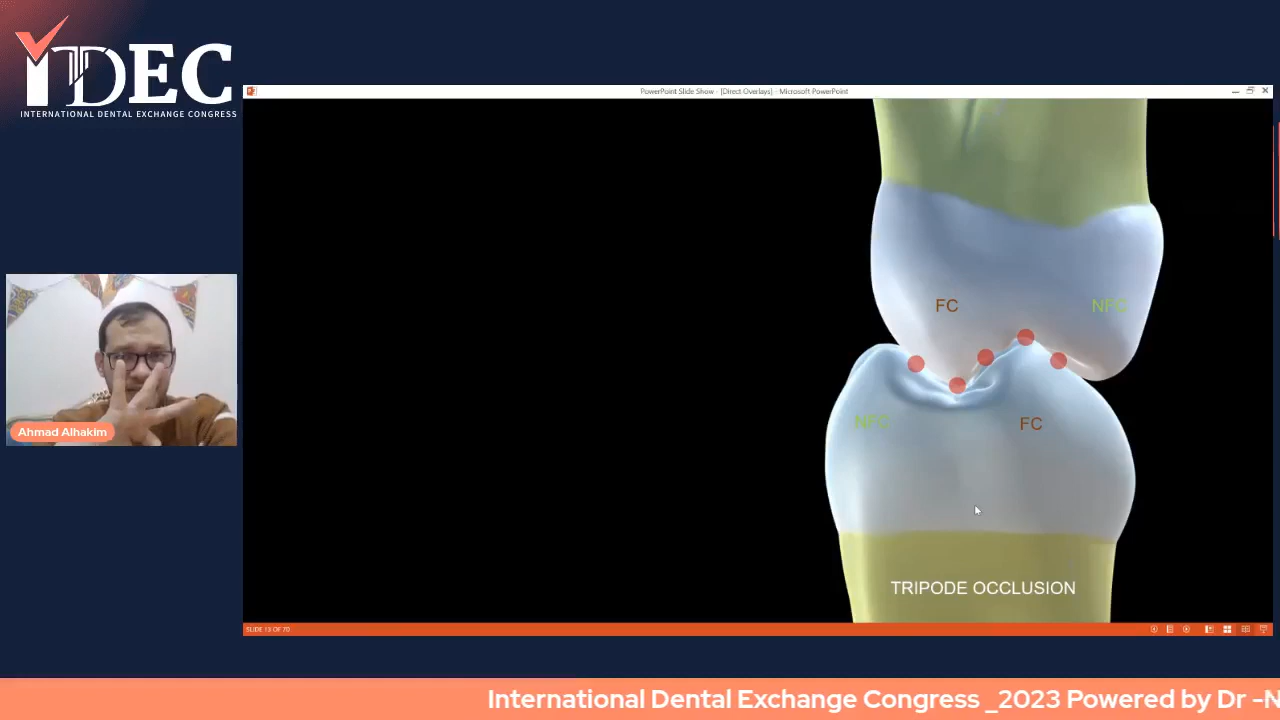 iDEC
INTERNATIONAL DENTAL EXCHANGE CONGRESS
PowerPoint Slide Show - [Direct Overlays] - Microsoft PowerPoint
FC
NFC
NFC
FC
TRIPODE OCCLUSION
Ahmad Alhakim
SLIDE 13 OF 70
International Dental Exchange Congress _2023 Powered by Dr -N